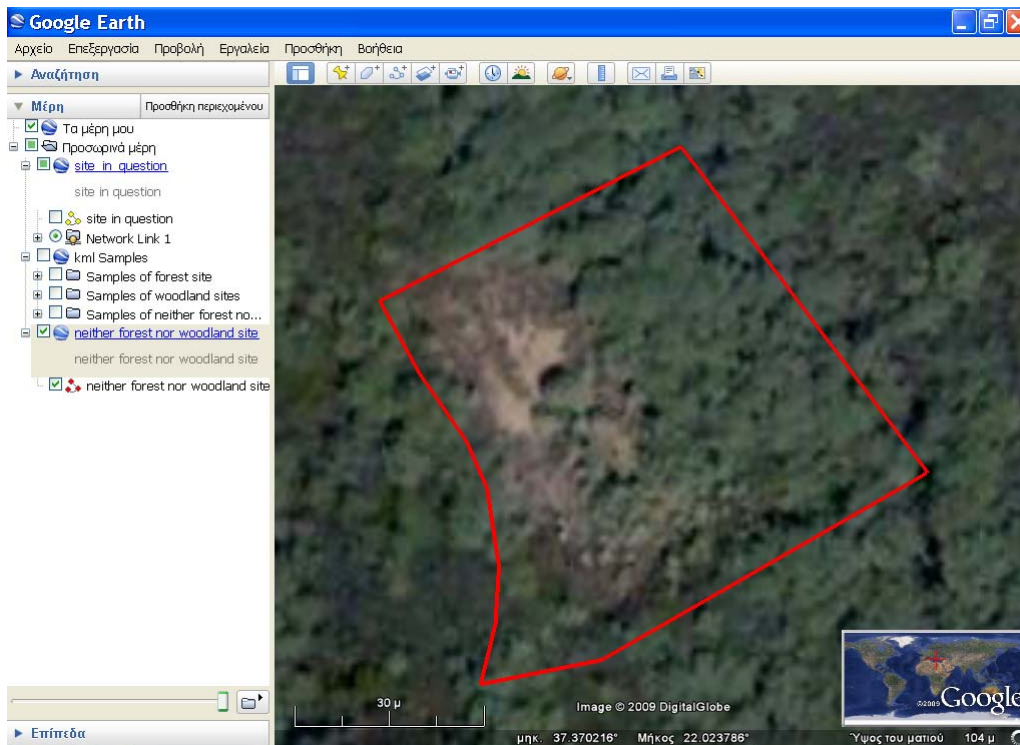 Google Earth
Αρχείο Επεξεργασία Προβολή Εργαλεία Προσθήκη Βοήθεια
Αναζήτηση
Μέρη Προσθήκη περιεχομένου
Τα μέρη μου
Προσωρινά μέρη
site in question
site in question
site in question
Network Link 1
kml Samples
Samples of forest site
Samples of woodland sites
Samples of neither forest no...
neither forest nor woodland site
neither forest nor woodland site
neither forest nor woodland site
30 μ
Image © 2009 DigitalGlobe
©2009 Google
Επίπεδα
μηκ. 37.370216° Μήκος 22.023786° Ύψος του ματιού 104 μ